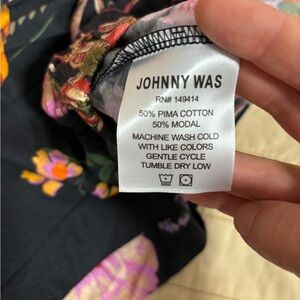 JOHNNY WAS
RN# 149414
50% PIMA COTTON
50% MODAL
MACHINE WASH COLD
WITH LIKE COLORS
GENTLE CYCLE
TUMBLE DRY LOW